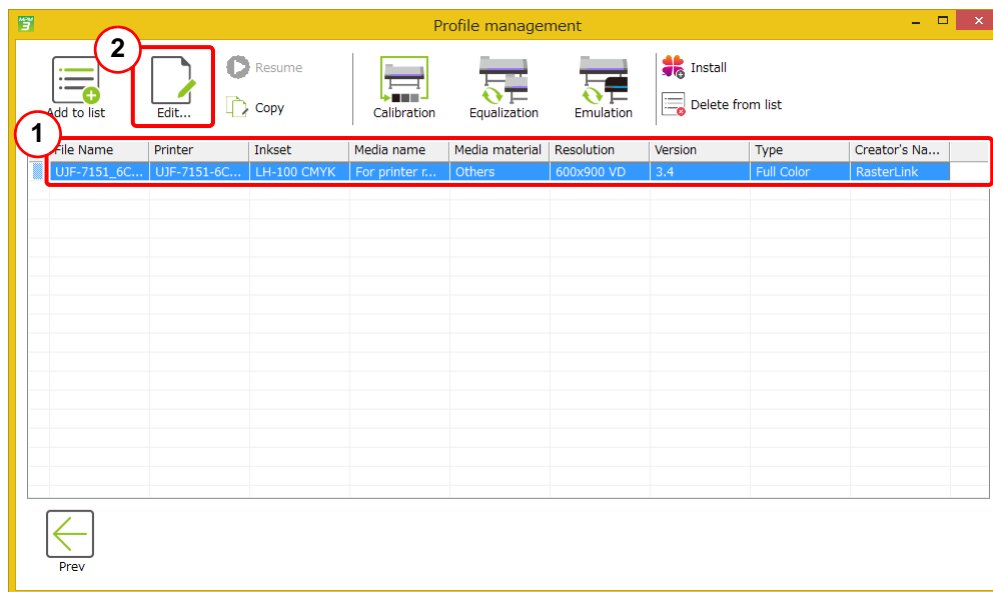 MPM 3 Profile management
2
Add to list Edit... Resume Copy Calibration Equalization Emulation Install Delete from list
1
File Name Printer Inkset Media name Media material Resolution Version Type Creator's Na...
UJF-7151_6C... UJF-7151-6C... LH-100 CMYK For printer r... Others 600x900 VD 3.4 Full Color RasterLink
Prev